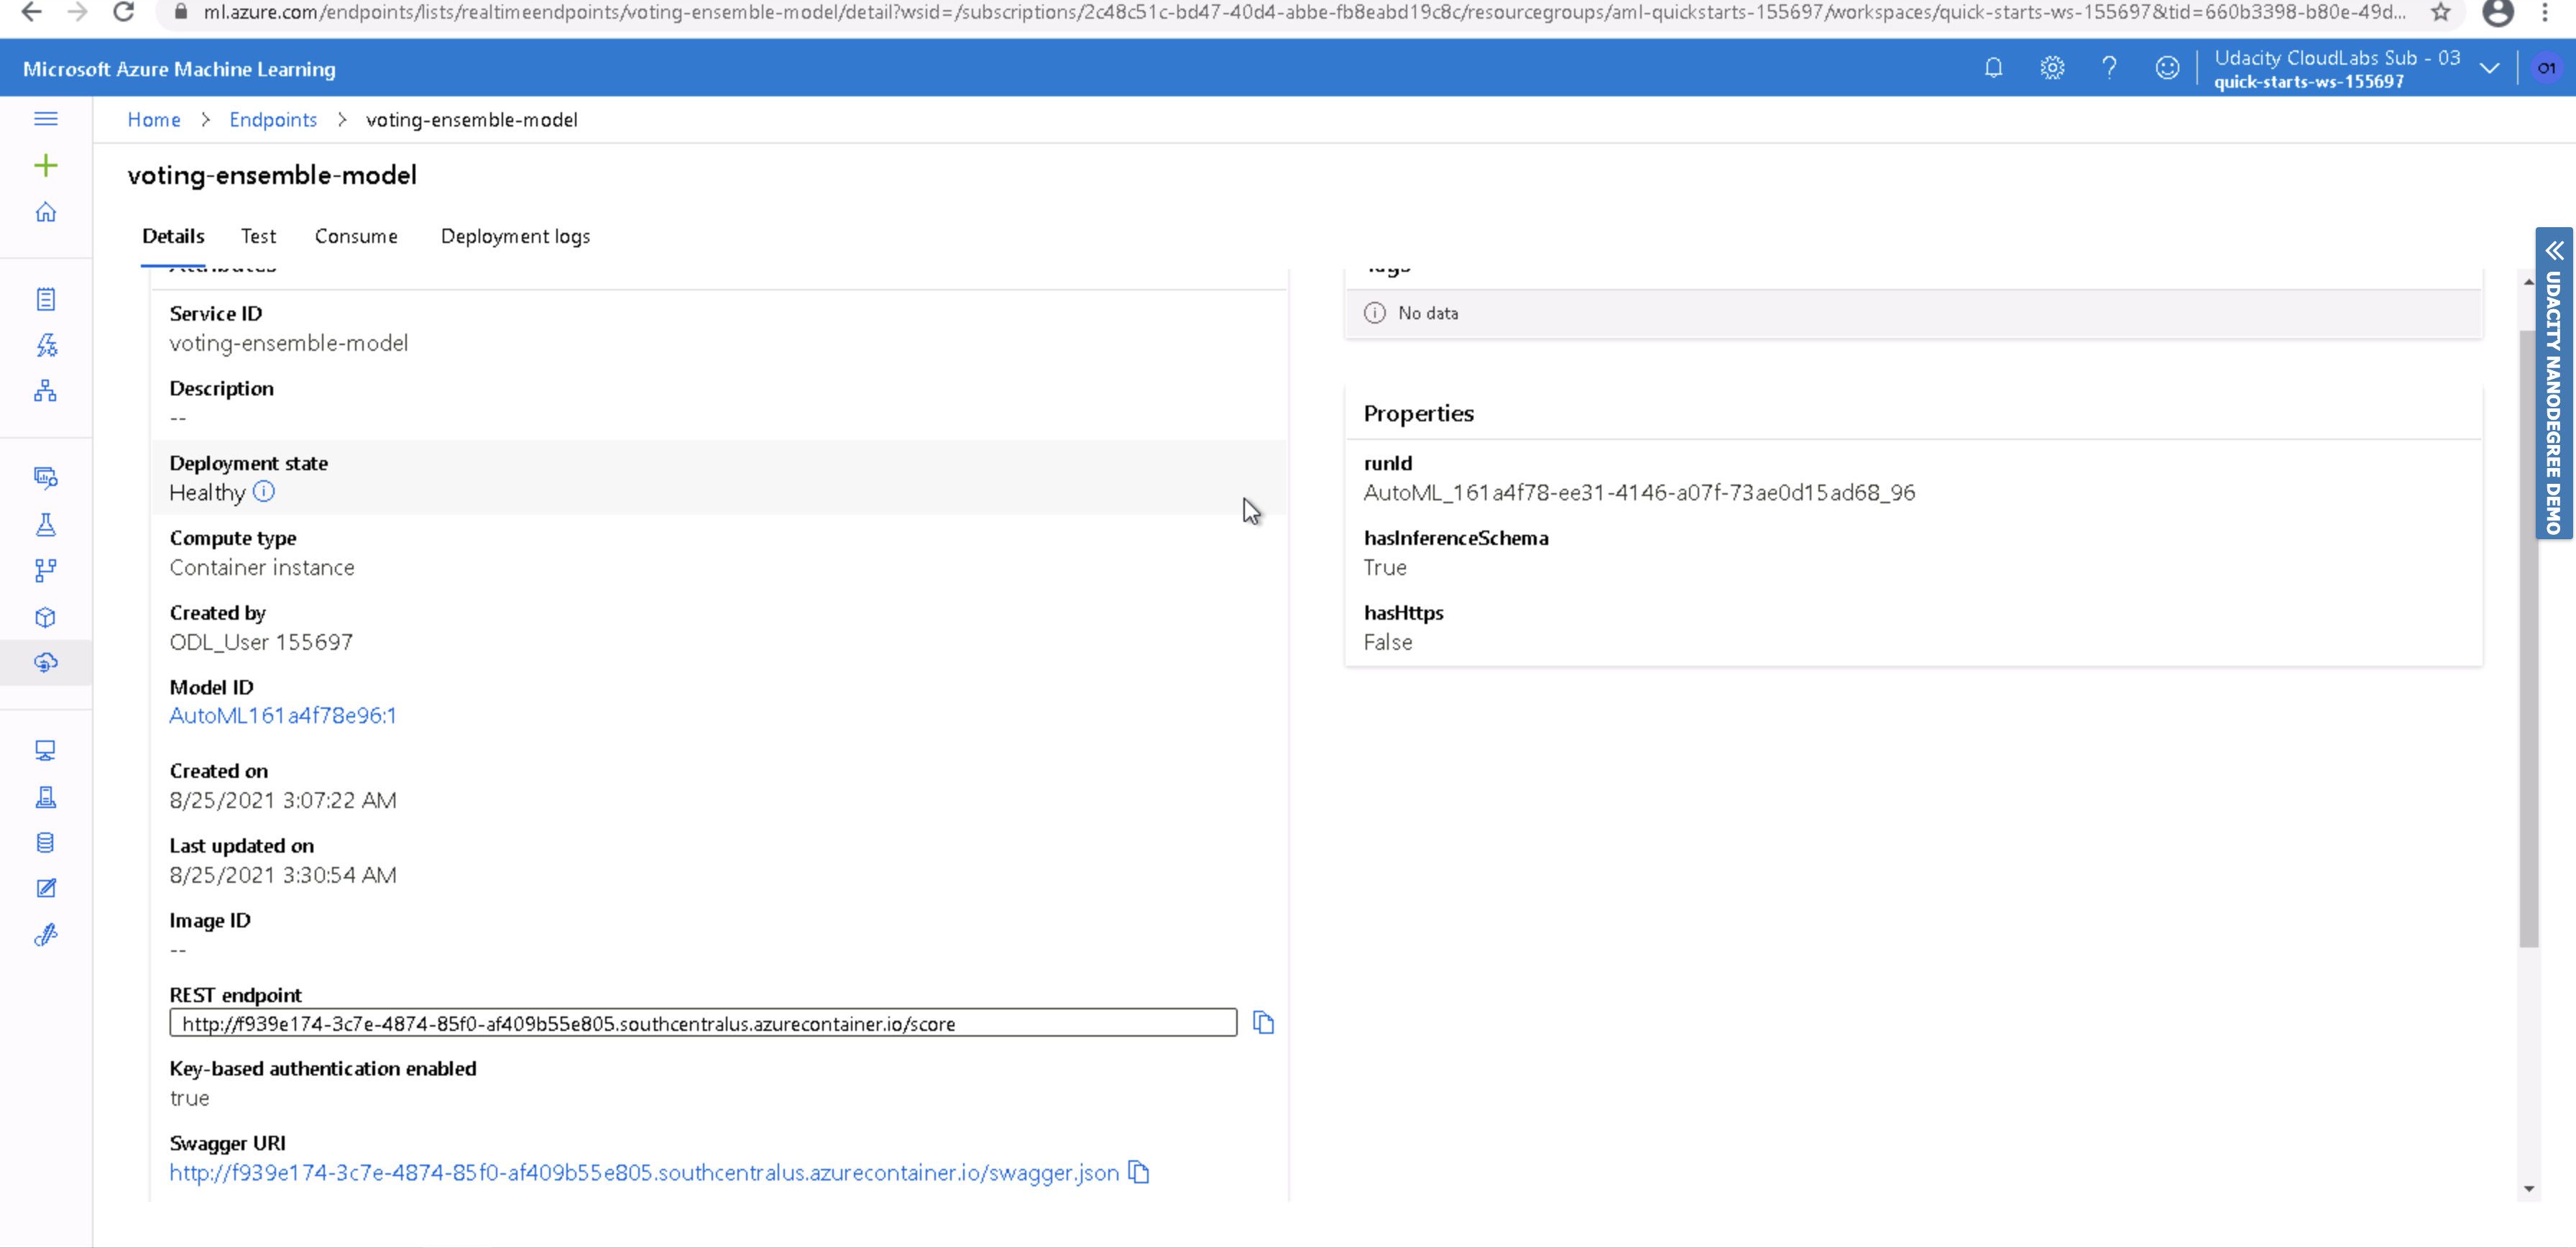 ml.azure.com/endpoints/lists/realtimeendpoints/voting-ensemble-model/detail?wsid=/subscriptions/2c48c51c-bd47-40d4-abbe-fb8eabd19c8c/resourcegroups/aml-quickstarts-155697/workspaces/quick-starts-ws-155697&tid=660b3398-b80e-49d...
Microsoft Azure Machine Learning
Udacity CloudLabs Sub - 03
quick-starts-ws-155697
O1
Home > Endpoints > voting-ensemble-model
voting-ensemble-model
Details Test Consume Deployment logs
Attributes
Service ID
voting-ensemble-model
Description
--
Deployment state
Healthy
Compute type
Container instance
Created by
ODL_User 155697
Model ID
AutoML161a4f78e96:1
Created on
8/25/2021 3:07:22 AM
Last updated on
8/25/2021 3:30:54 AM
Image ID
--
REST endpoint
http://f939e174-3c7e-4874-85f0-af409b55e805.southcentralus.azurecontainer.io/score
Key-based authentication enabled
true
Swagger URI
http://f939e174-3c7e-4874-85f0-af409b55e805.southcentralus.azurecontainer.io/swagger.json
Tags
No data
Properties
runId
AutoML_161a4f78-ee31-4146-a07f-73ae0d15ad68_96
hasInferenceSchema
True
hasHttps
False
UDACITY NANODEGREE DEMO